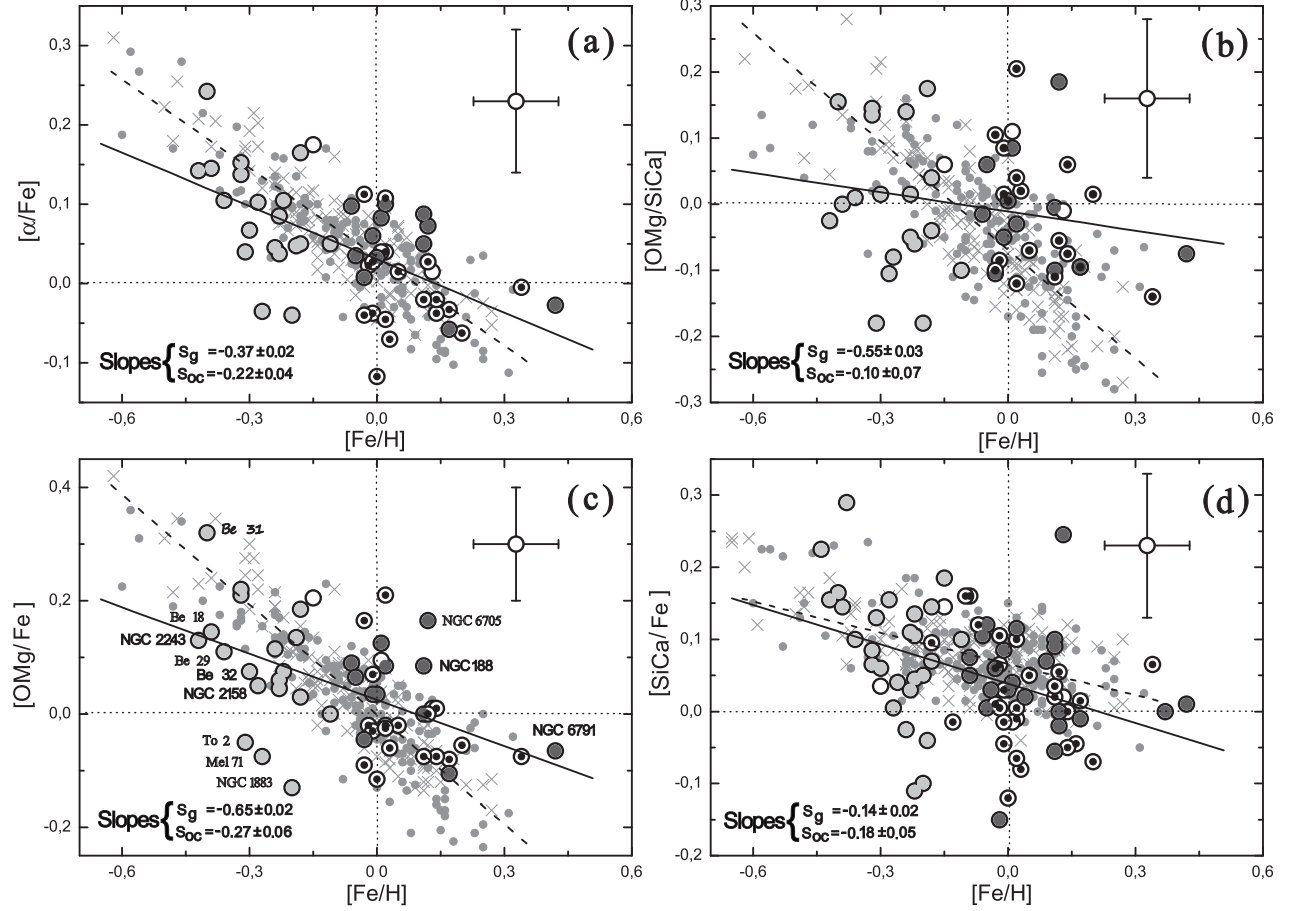 (a)
0,3
0,2
0,1
0,0
-0,1
[α/Fe]
Slopes { Sg =-0.37±0.02
Soc =-0.22±0.04
-0,6 -0,3 0,0 0,3 0,6
[Fe/H]
(b)
0,3
0,2
0,1
0,0
-0,1
-0,2
-0,3
[OMg/SiCa]
Slopes { Sg =-0.55±0.03
Soc =-0.10±0,07
-0,6 -0,3 0 0 0,3 0,6
[Fe/H]
(c)
0,4
0,2
0,0
-0,2
[OMg/Fe]
Be 31
Be 18
NGC 2243
Be 29
Be 32
NGC 2158
To 2
Mel 71
NGC 1883
NGC 6705
NGC 188
NGC 6791
Slopes { Sg =-0.65±0.02
Soc =-0.27±0.06
-0,6 -0,3 0,0 0,3 0,6
[Fe/H]
(d)
0,3
0,2
0,1
0,0
-0,1
-0,2
[SiCa/Fe]
Slopes { Sg =-0.14±0.02
Soc =-0.18±0,05
-0,6 -0,3 0,0 0,3 0,6
[Fe/H]